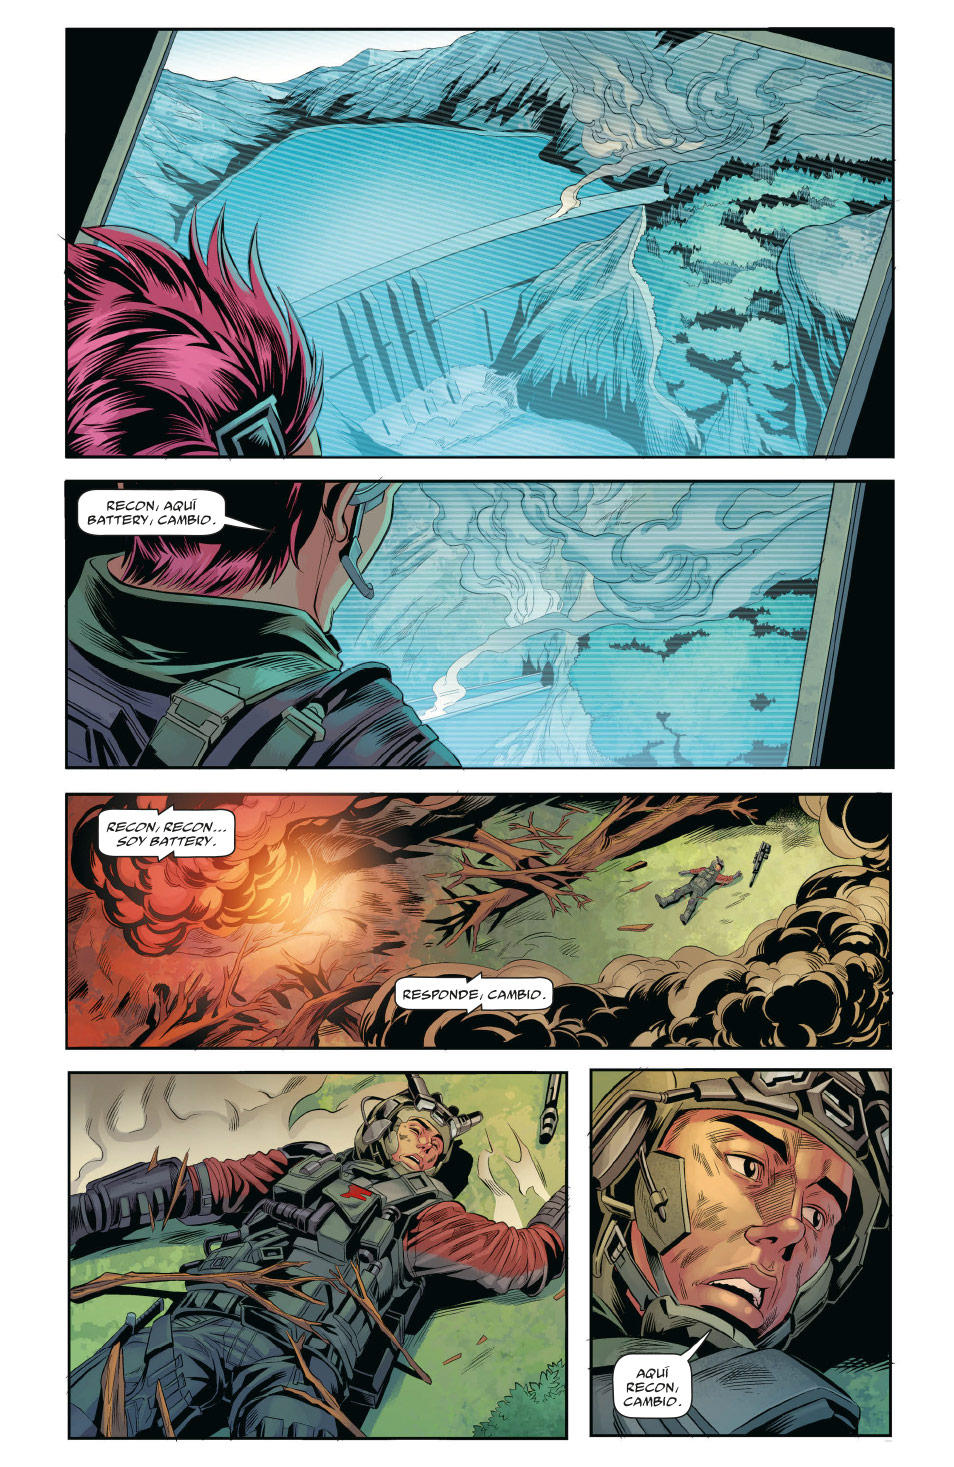 RECON, AQUÍ
BATTERY, CAMBIO.
RECON, RECON...
SOY BATTERY.
RESPONDE, CAMBIO.
AQUÍ
RECON,
CAMBIO.